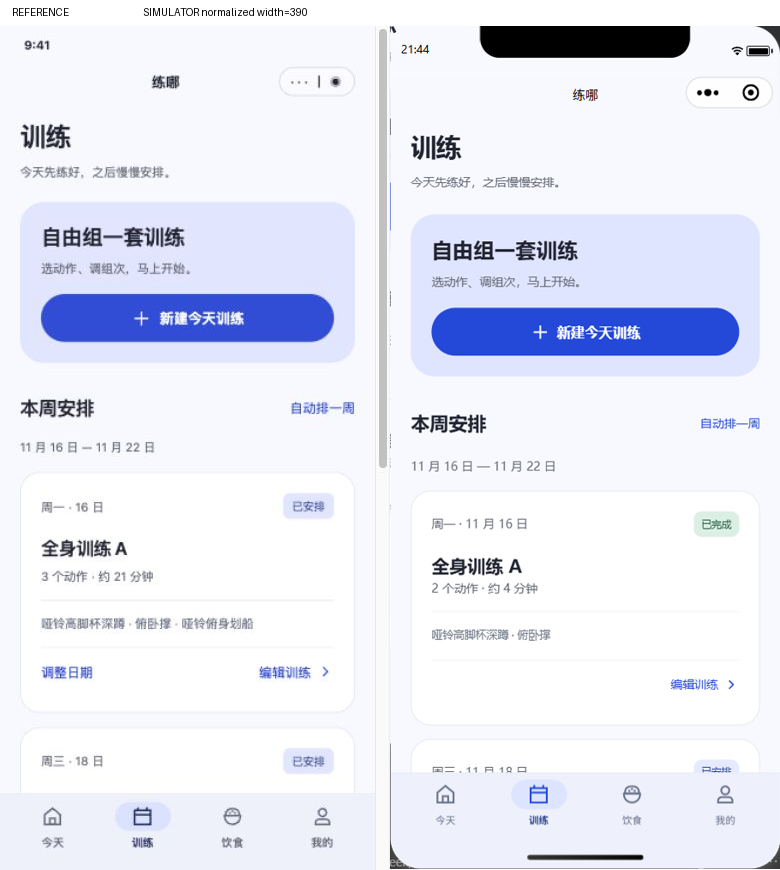 REFERENCE
SIMULATOR normalized width=390
9:41
练哪
训练
今天先练好，之后慢慢安排。
自由组一套训练
选动作、调组次，马上开始。
新建今天训练
本周安排
自动排一周
11 月 16 日 — 11 月 22 日
周一 · 16 日
已安排
全身训练 A
3 个动作 · 约 21 分钟
哑铃高脚杯深蹲 · 俯卧撑 · 哑铃俯身划船
调整日期
编辑训练
周三 · 18 日
已安排
今天
训练
饮食
我的
21:44
练哪
训练
今天先练好，之后慢慢安排。
自由组一套训练
选动作、调组次，马上开始。
新建今天训练
本周安排
自动排一周
11 月 16 日 — 11 月 22 日
周一 · 11 月 16 日
已完成
全身训练 A
2 个动作 · 约 4 分钟
哑铃高脚杯深蹲 · 俯卧撑
编辑训练
周三 · 11 月 18 日
已安排
今天
训练
饮食
我的